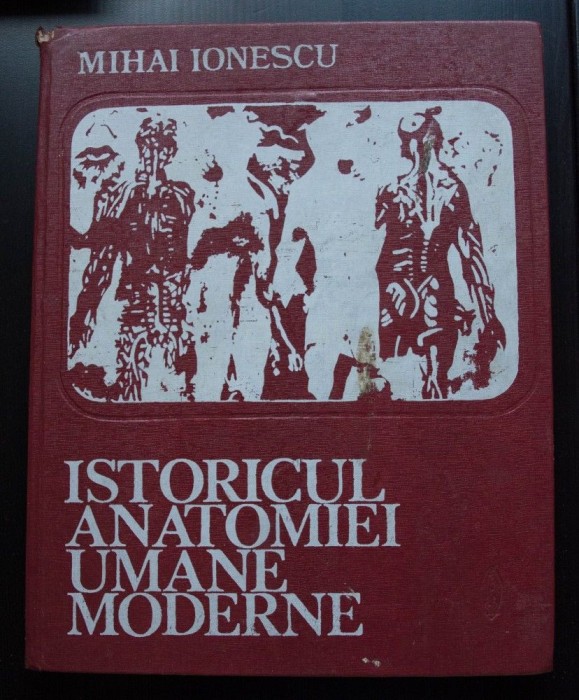 MIHAI IONESCU
ISTORICUL
ANATOMIEI
UMANE
MODERNE